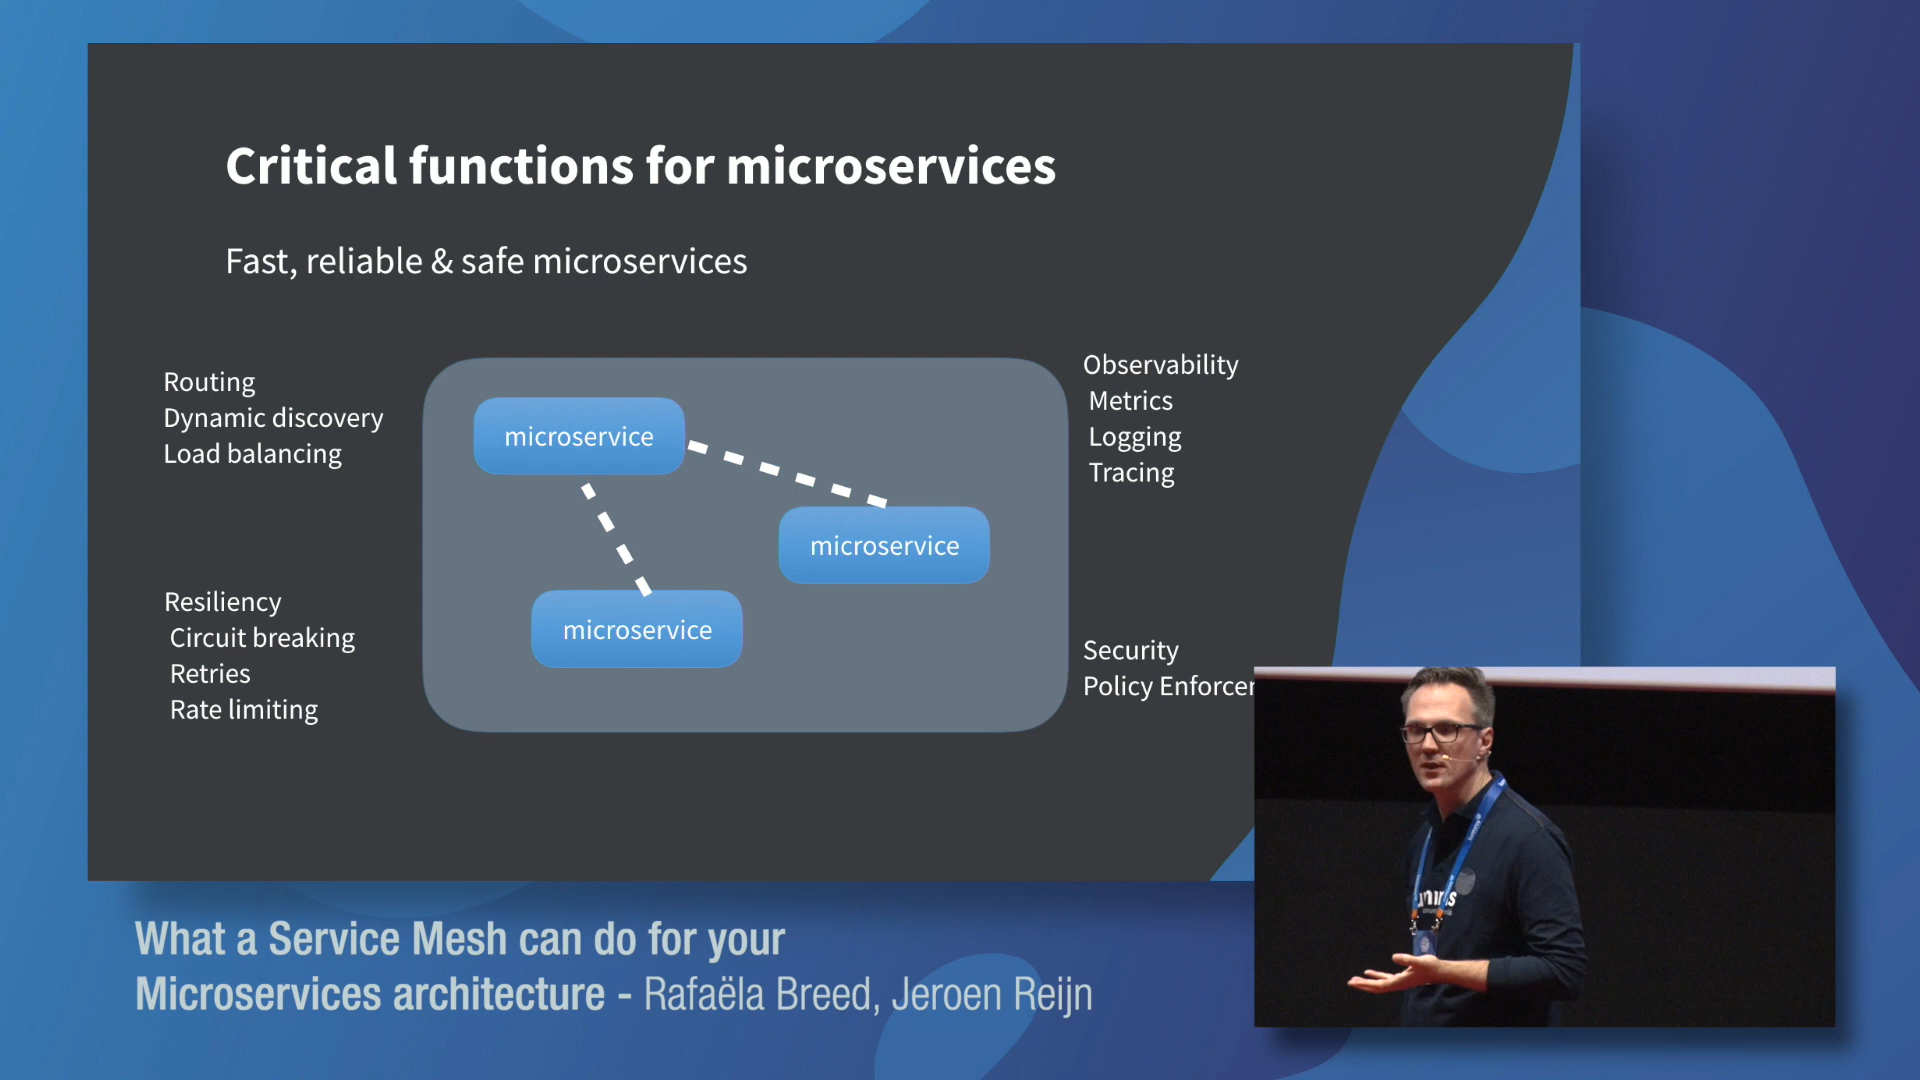 Critical functions for microservices
Fast, reliable & safe microservices
Routing
Dynamic discovery
Load balancing
Resiliency
Circuit breaking
Retries
Rate limiting
microservice
microservice
microservice
Observability
Metrics
Logging
Tracing
Security
Policy
What a Service Mesh can do for your
Microservices architecture - Rafaëla Breed, Jeroen Reijn